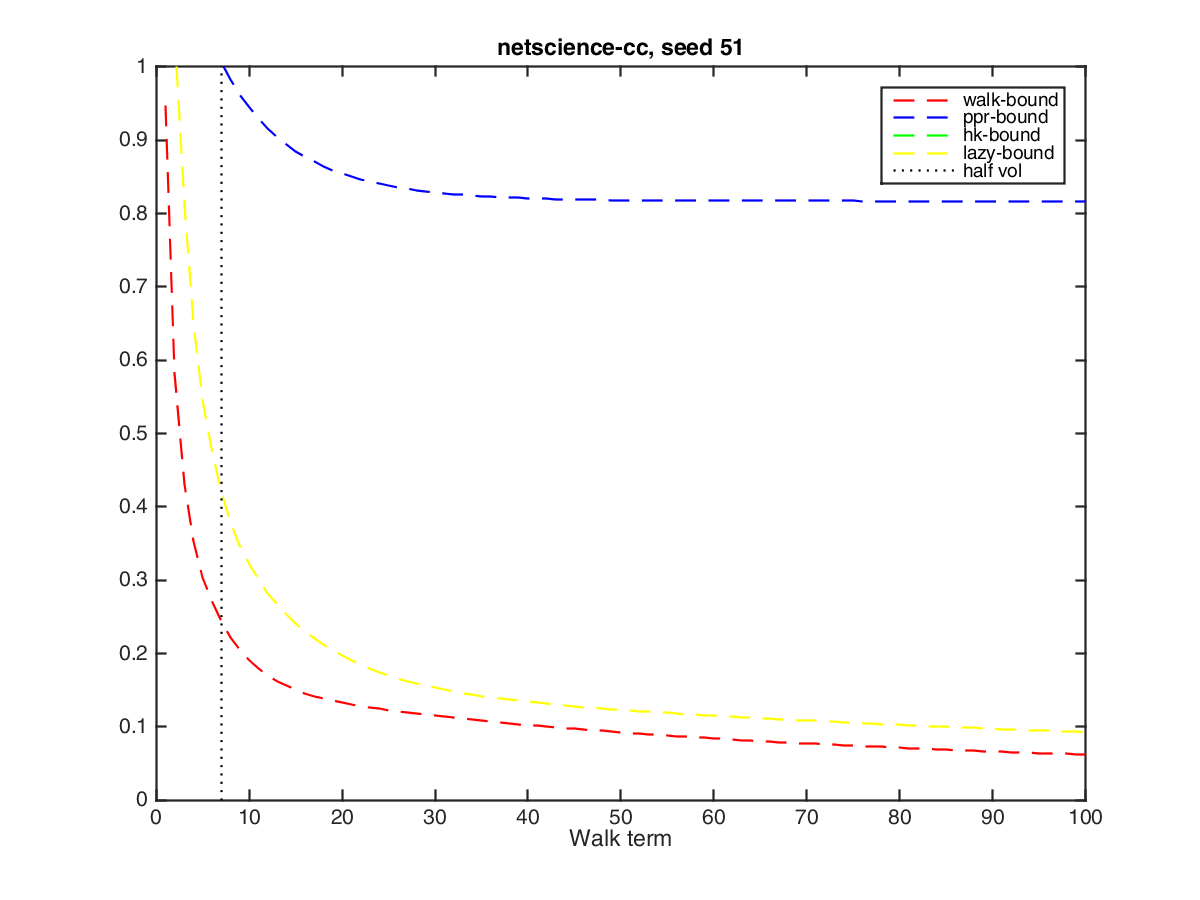 netscience-cc, seed 51
1
0.9
0.8
0.7
0.6
0.5
0.4
0.3
0.2
0.1
0
walk-bound
ppr-bound
hk-bound
lazy-bound
half vol
0 10 20 30 40 50 60 70 80 90 100
Walk term